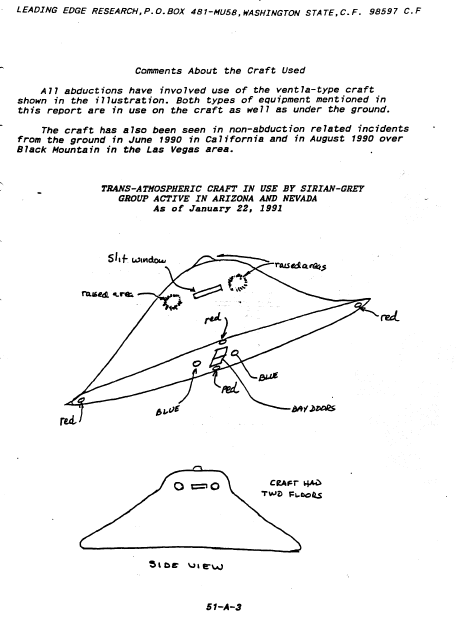 LEADING EDGE RESEARCH,P.O.BOX 481-MU58,WASHINGTON STATE,C.F. 98597 C.F
Comments About the Craft Used
All abductions have involved use of the ventla-type craft
shown in the illustration. Both types of equipment mentioned in
this report are in use on the craft as well as under the ground.
The craft has also been seen in non-abduction related incidents
from the ground in June 1990 in California and in August 1990 over
Black Mountain in the Las Vegas area.
TRANS-ATMOSPHERIC CRAFT IN USE BY SIRIAN-GREY
GROUP ACTIVE IN ARIZONA AND NEVADA
As of January 22, 1991
Slit window
raised areas
raised area
red
red
BLUE
red
BLUE
BAY DOORS
red
CRAFT HAD
TWO FLOORS
SIDE VIEW
51-A-3